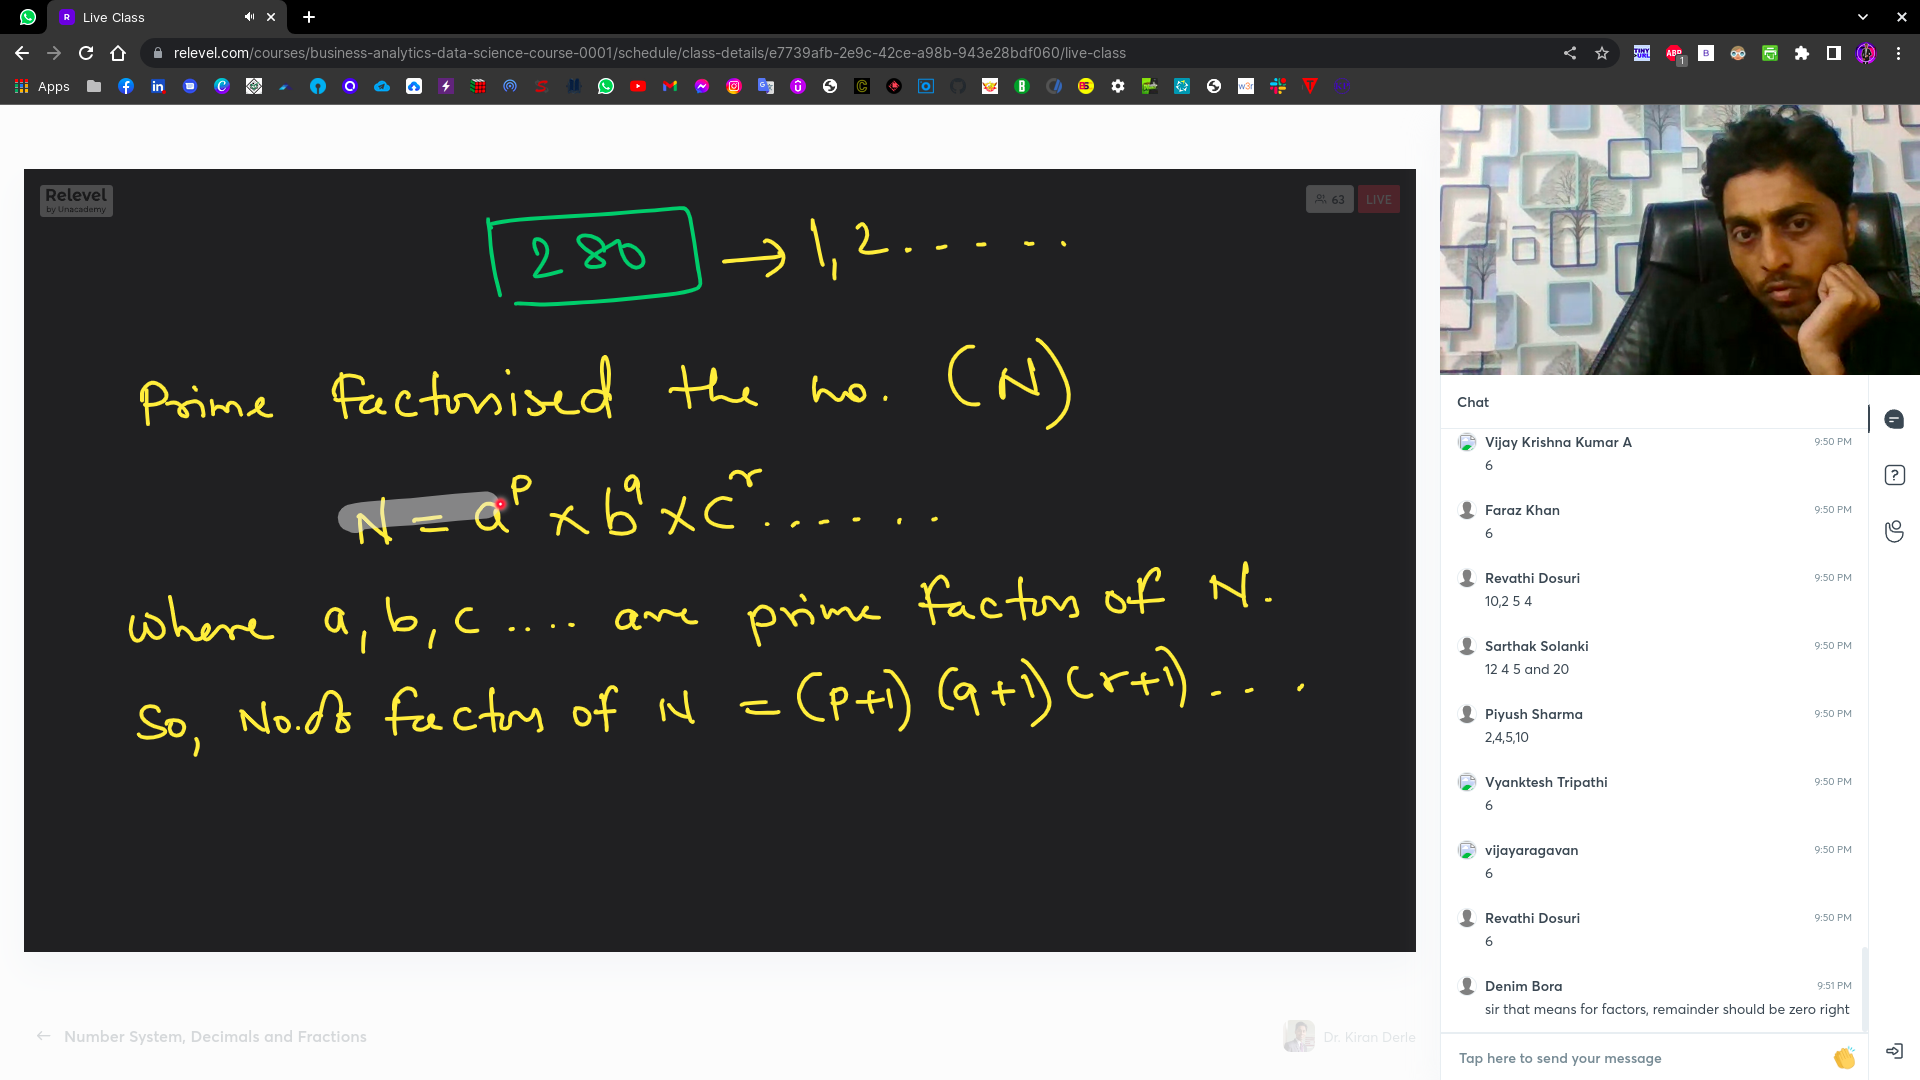 Live Class
relevel.com/courses/business-analytics-data-science-course-0001/schedule/class-details/e7739afb-2e9c-42ce-a98b-943e28bdf060/live-class
Apps
Relevel
by Unacademy
63
LIVE
280 → 1, 2 . - - - - .
Prime factorised the no. (N)
N = a^p × b^q × c^r . . . . . . .
where a, b, c .... are prime factors of N.
So, No. of factors of N = (p+1) (q+1) (r+1) - - - .
Number System, Decimals and Fractions
Dr. Kiran Derle
Chat
Vijay Krishna Kumar A 9:50 PM
6
Faraz Khan 9:50 PM
6
Revathi Dosuri 9:50 PM
10,2 5 4
Sarthak Solanki 9:50 PM
12 4 5 and 20
Piyush Sharma 9:50 PM
2,4,5,10
Vyanktesh Tripathi 9:50 PM
6
vijayaragavan 9:50 PM
6
Revathi Dosuri 9:50 PM
6
Denim Bora 9:51 PM
sir that means for factors, remainder should be zero right
Tap here to send your message